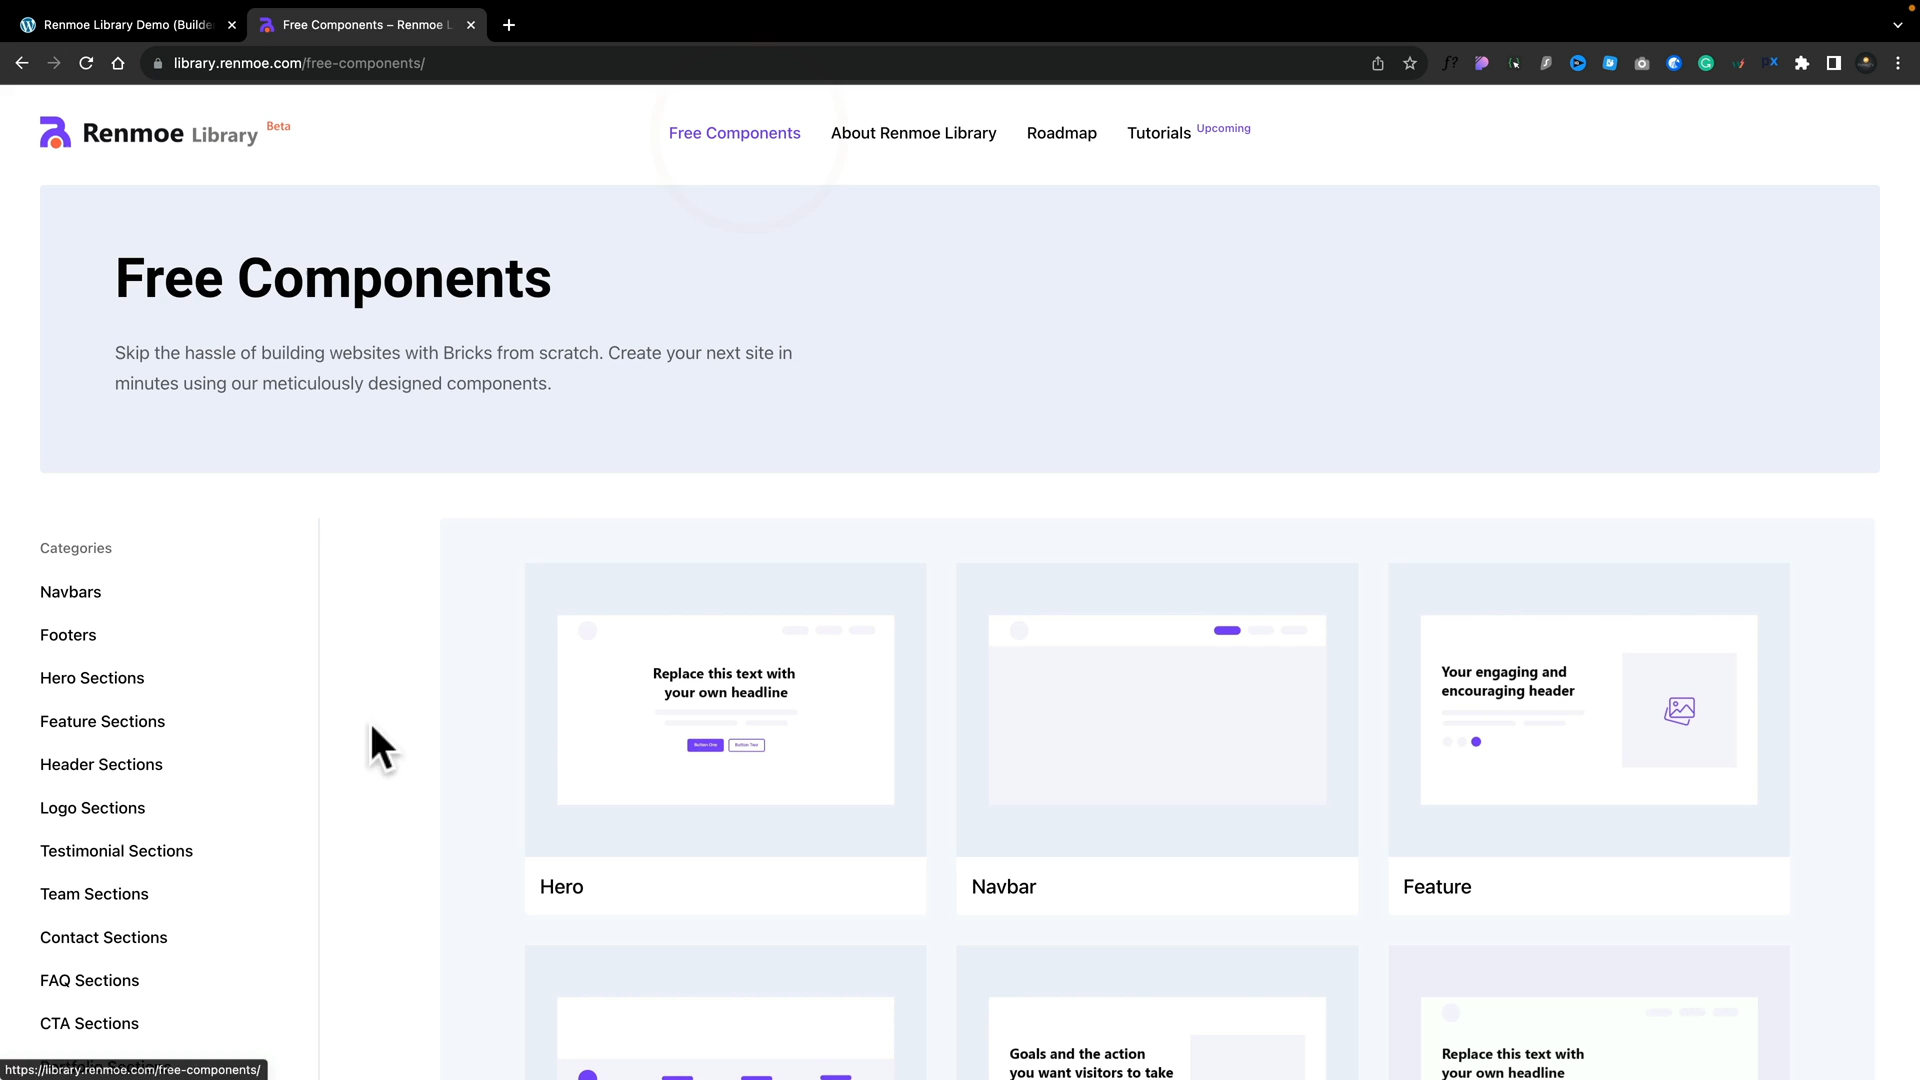 Renmoe Library Demo (Builde
Free Components – Renmoe L
library.renmoe.com/free-components/
Renmoe Library Beta
Free Components
About Renmoe Library
Roadmap
Tutorials Upcoming
Free Components
Skip the hassle of building websites with Bricks from scratch. Create your next site in
minutes using our meticulously designed components.
Categories
Navbars
Footers
Hero Sections
Feature Sections
Header Sections
Logo Sections
Testimonial Sections
Team Sections
Contact Sections
FAQ Sections
CTA Sections
Replace this text with
your own headline
Button One
Button Two
Hero
Navbar
Your engaging and
encouraging header
Feature
Goals and the action
you want visitors to take
Replace this text with
your own headline
https://library.renmoe.com/free-components/